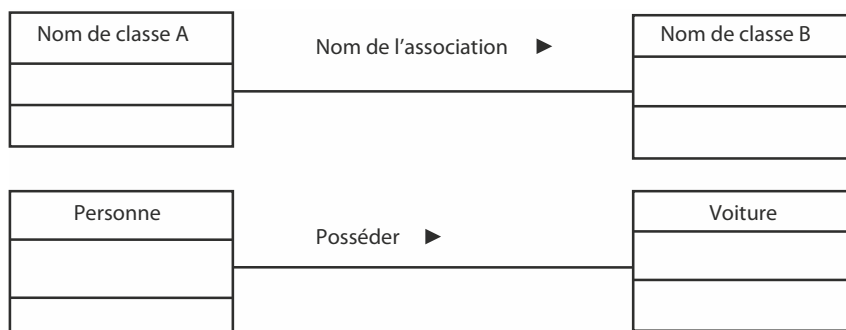 Nom de classe A
Nom de l’association ►
Nom de classe B
Personne
Posséder ►
Voiture